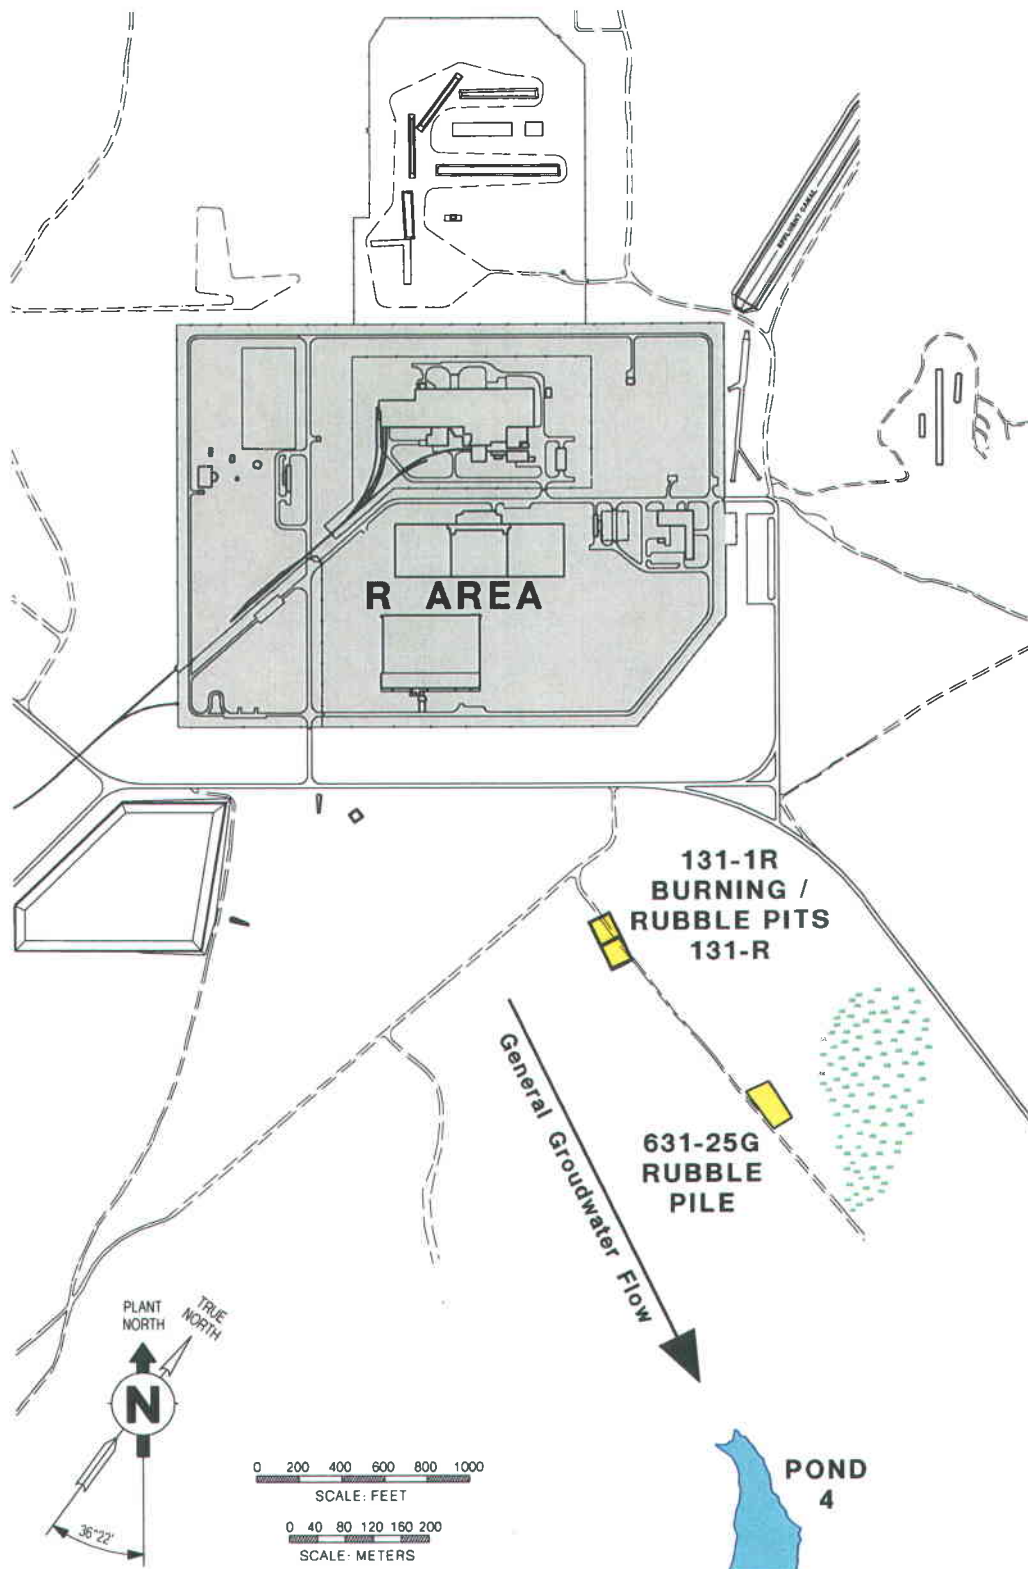 EFFLUENT CANAL
R AREA
131-1R
BURNING /
RUBBLE PITS
131-R
General Groudwater Flow
631-25G
RUBBLE
PILE
PLANT
NORTH
TRUE
NORTH
N
36°22'
0 200 400 600 800 1000
SCALE: FEET
0 40 80 120 160 200
SCALE: METERS
POND
4